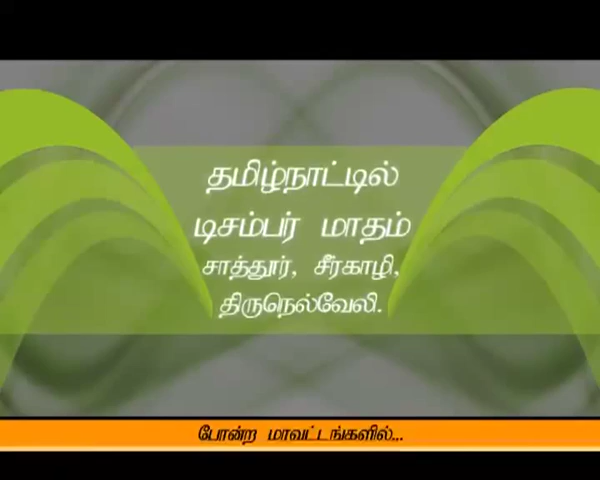 தமிழ்நாட்டில்
டிசம்பர் மாதம்
சாத்தூர், சீரகாழி,
திருநெல்வேலி.
போன்ற மாவட்டங்களில்...